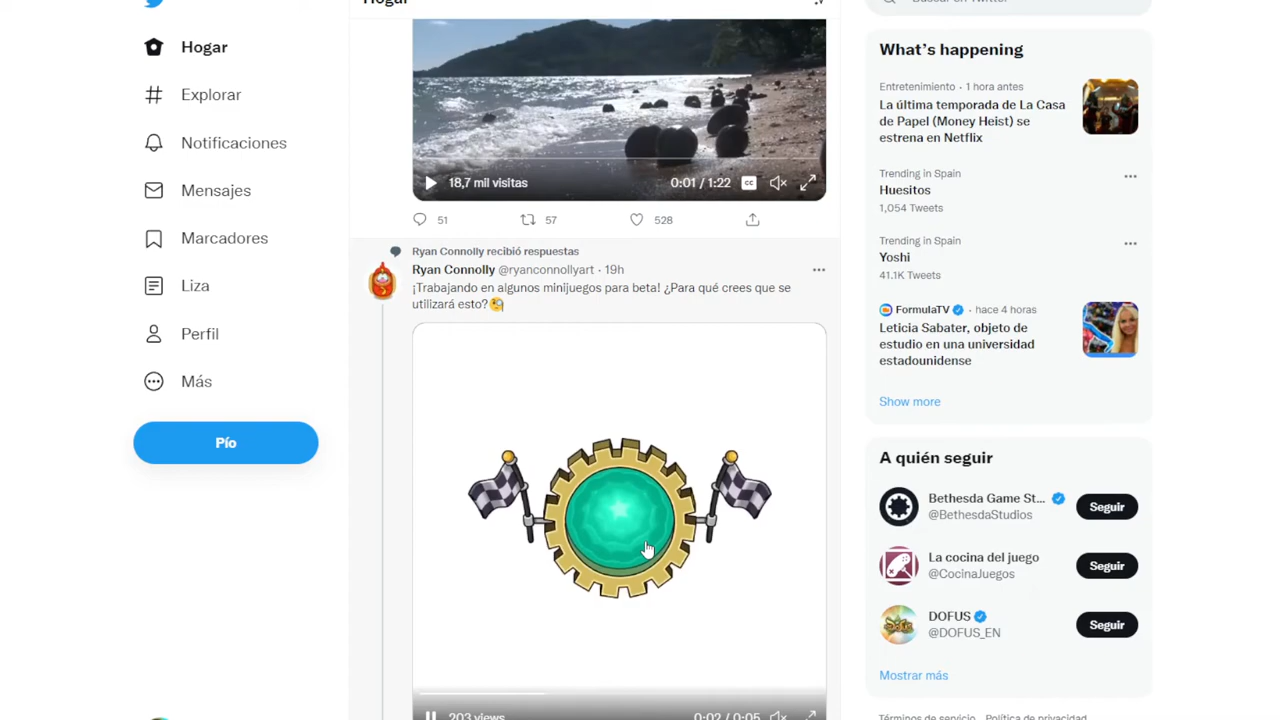 Hogar
Explorar
Notificaciones
Mensajes
Marcadores
Liza
Perfil
Más
Pío
Hogar
18,7 mil visitas
0:01 / 1:22
CC
51
57
528
Ryan Connolly recibió respuestas
Ryan Connolly @ryanconnollyart · 19h
¡Trabajando en algunos minijuegos para beta! ¿Para qué crees que se
utilizará esto?
203 views
0:02 / 0:05
Buscar en Twitter
What's happening
Entretenimiento · 1 hora antes
La última temporada de La Casa
de Papel (Money Heist) se
estrena en Netflix
Trending in Spain
Huesitos
1,054 Tweets
Trending in Spain
Yoshi
41.1K Tweets
FormulaTV · hace 4 horas
Leticia Sabater, objeto de
estudio en una universidad
estadounidense
Show more
A quién seguir
Bethesda Game St...
@BethesdaStudios
Seguir
La cocina del juego
@CocinaJuegos
Seguir
DOFUS
@DOFUS_EN
Seguir
Mostrar más
Términos de servicio Política de privacidad